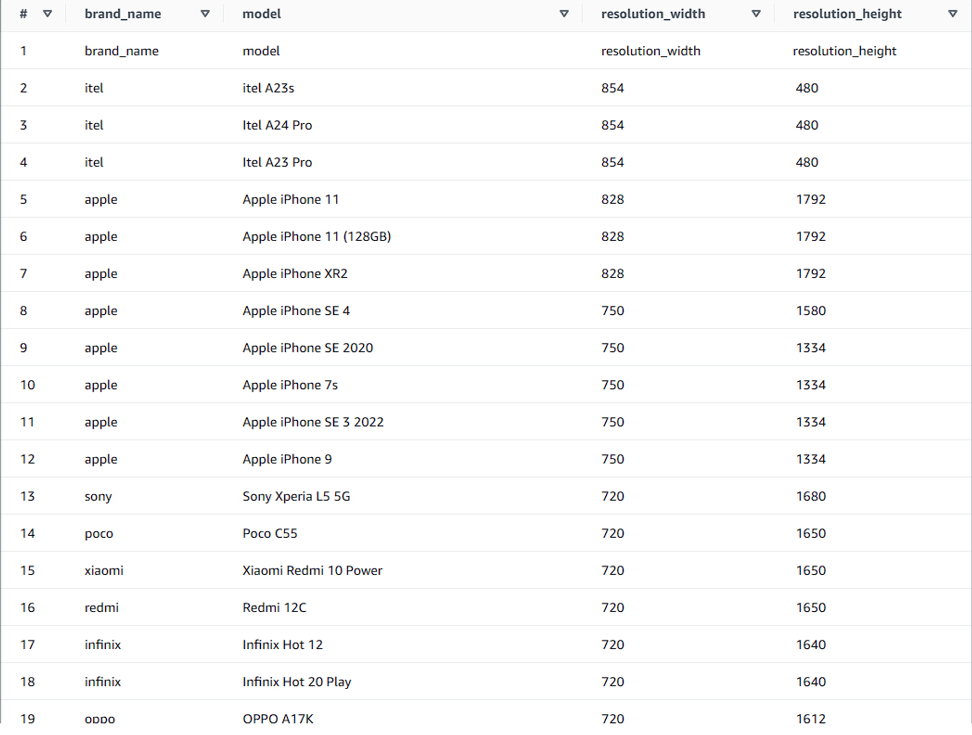 # brand_name model resolution_width resolution_height
1 brand_name model resolution_width resolution_height
2 itel itel A23s 854 480
3 itel Itel A24 Pro 854 480
4 itel Itel A23 Pro 854 480
5 apple Apple iPhone 11 828 1792
6 apple Apple iPhone 11 (128GB) 828 1792
7 apple Apple iPhone XR2 828 1792
8 apple Apple iPhone SE 4 750 1580
9 apple Apple iPhone SE 2020 750 1334
10 apple Apple iPhone 7s 750 1334
11 apple Apple iPhone SE 3 2022 750 1334
12 apple Apple iPhone 9 750 1334
13 sony Sony Xperia L5 5G 720 1680
14 poco Poco C55 720 1650
15 xiaomi Xiaomi Redmi 10 Power 720 1650
16 redmi Redmi 12C 720 1650
17 infinix Infinix Hot 12 720 1640
18 infinix Infinix Hot 20 Play 720 1640
19 oppo OPPO A17K 720 1612